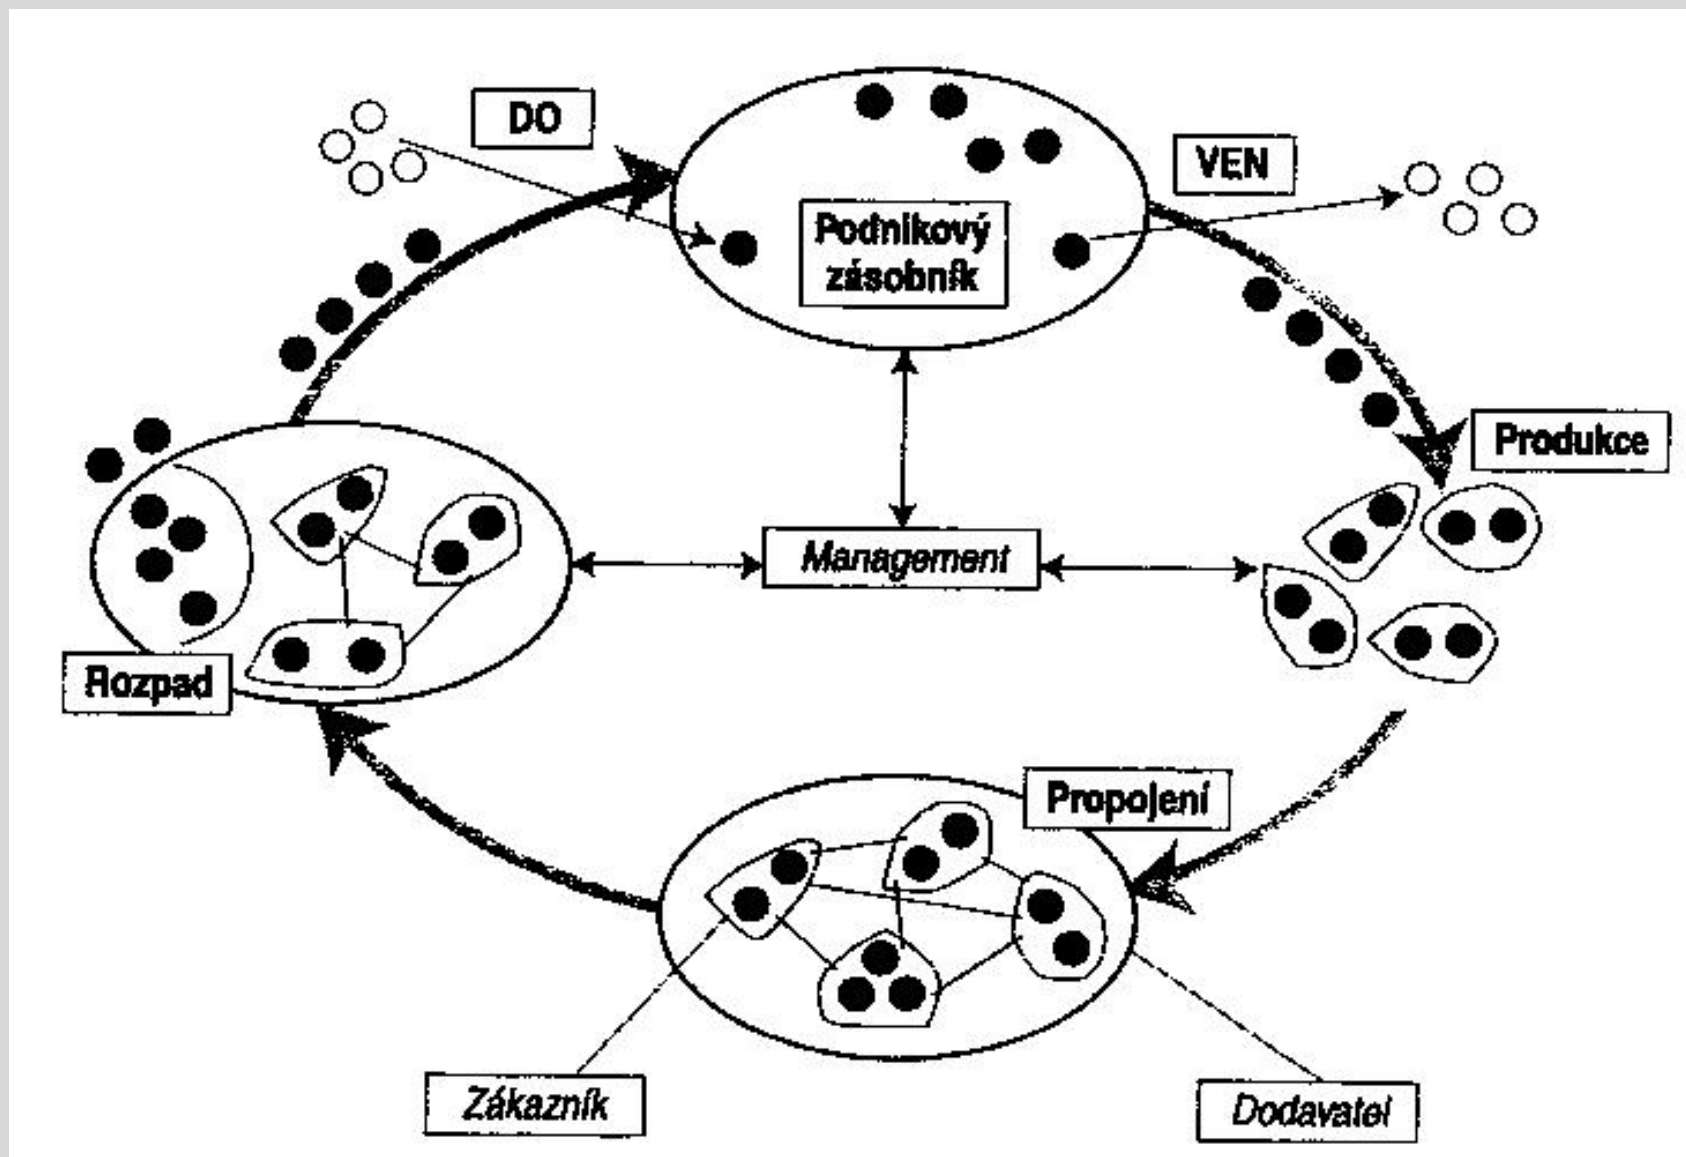 DO
VEN
Podnikový
zásobník
Produkce
Management
Rozpad
Propojení
Zákazník
Dodavatel